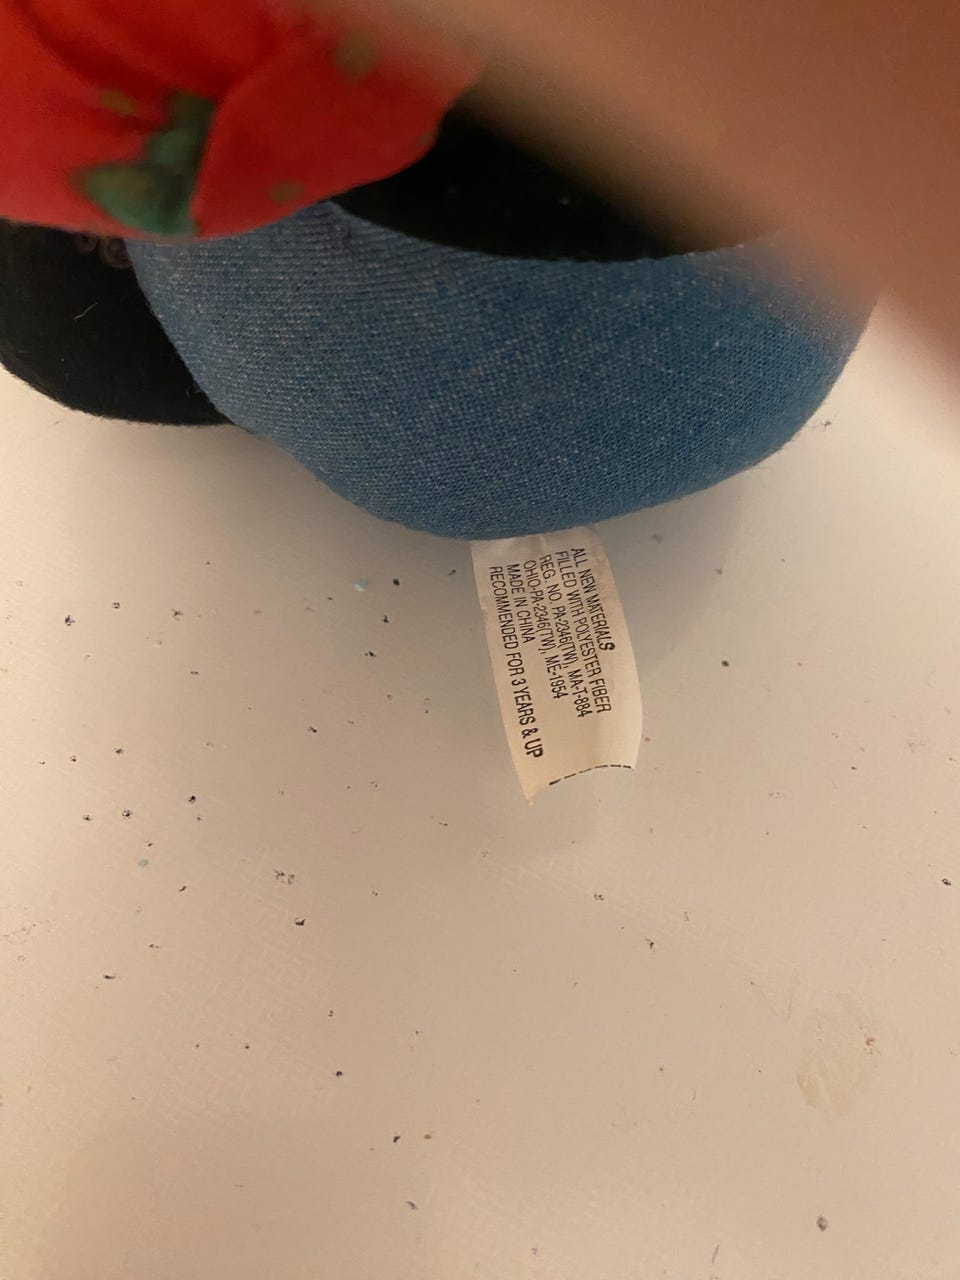 ALL NEW MATERIALS
FILLED WITH POLYESTER FIBER
REG. NO. PA-2346(TW), MA-T-884
OHIO-PA-2346(TW), ME-1954
MADE IN CHINA
RECOMMENDED FOR 3 YEARS & UP